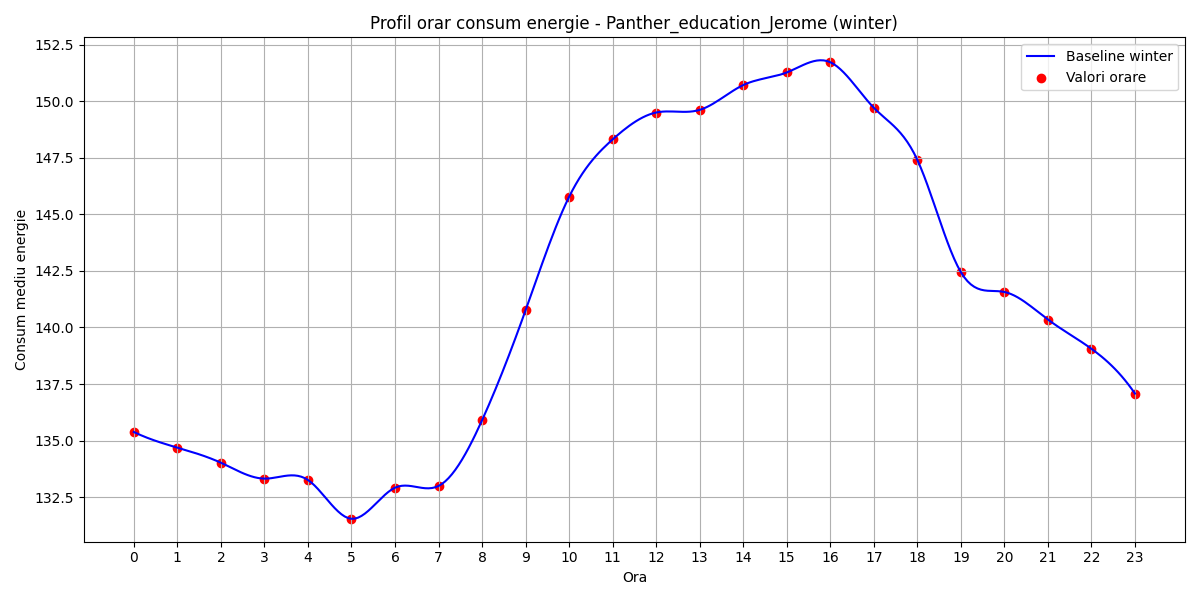 Profil orar consum energie - Panther_education_Jerome (winter)
Baseline winter
Valori orare
Consum mediu energie
152.5
150.0
147.5
145.0
142.5
140.0
137.5
135.0
132.5
0 1 2 3 4 5 6 7 8 9 10 11 12 13 14 15 16 17 18 19 20 21 22 23
Ora